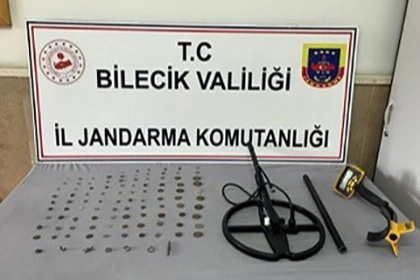 T.C
BİLECİK VALİLİĞİ
İL JANDARMA KOMUTANLIĞI